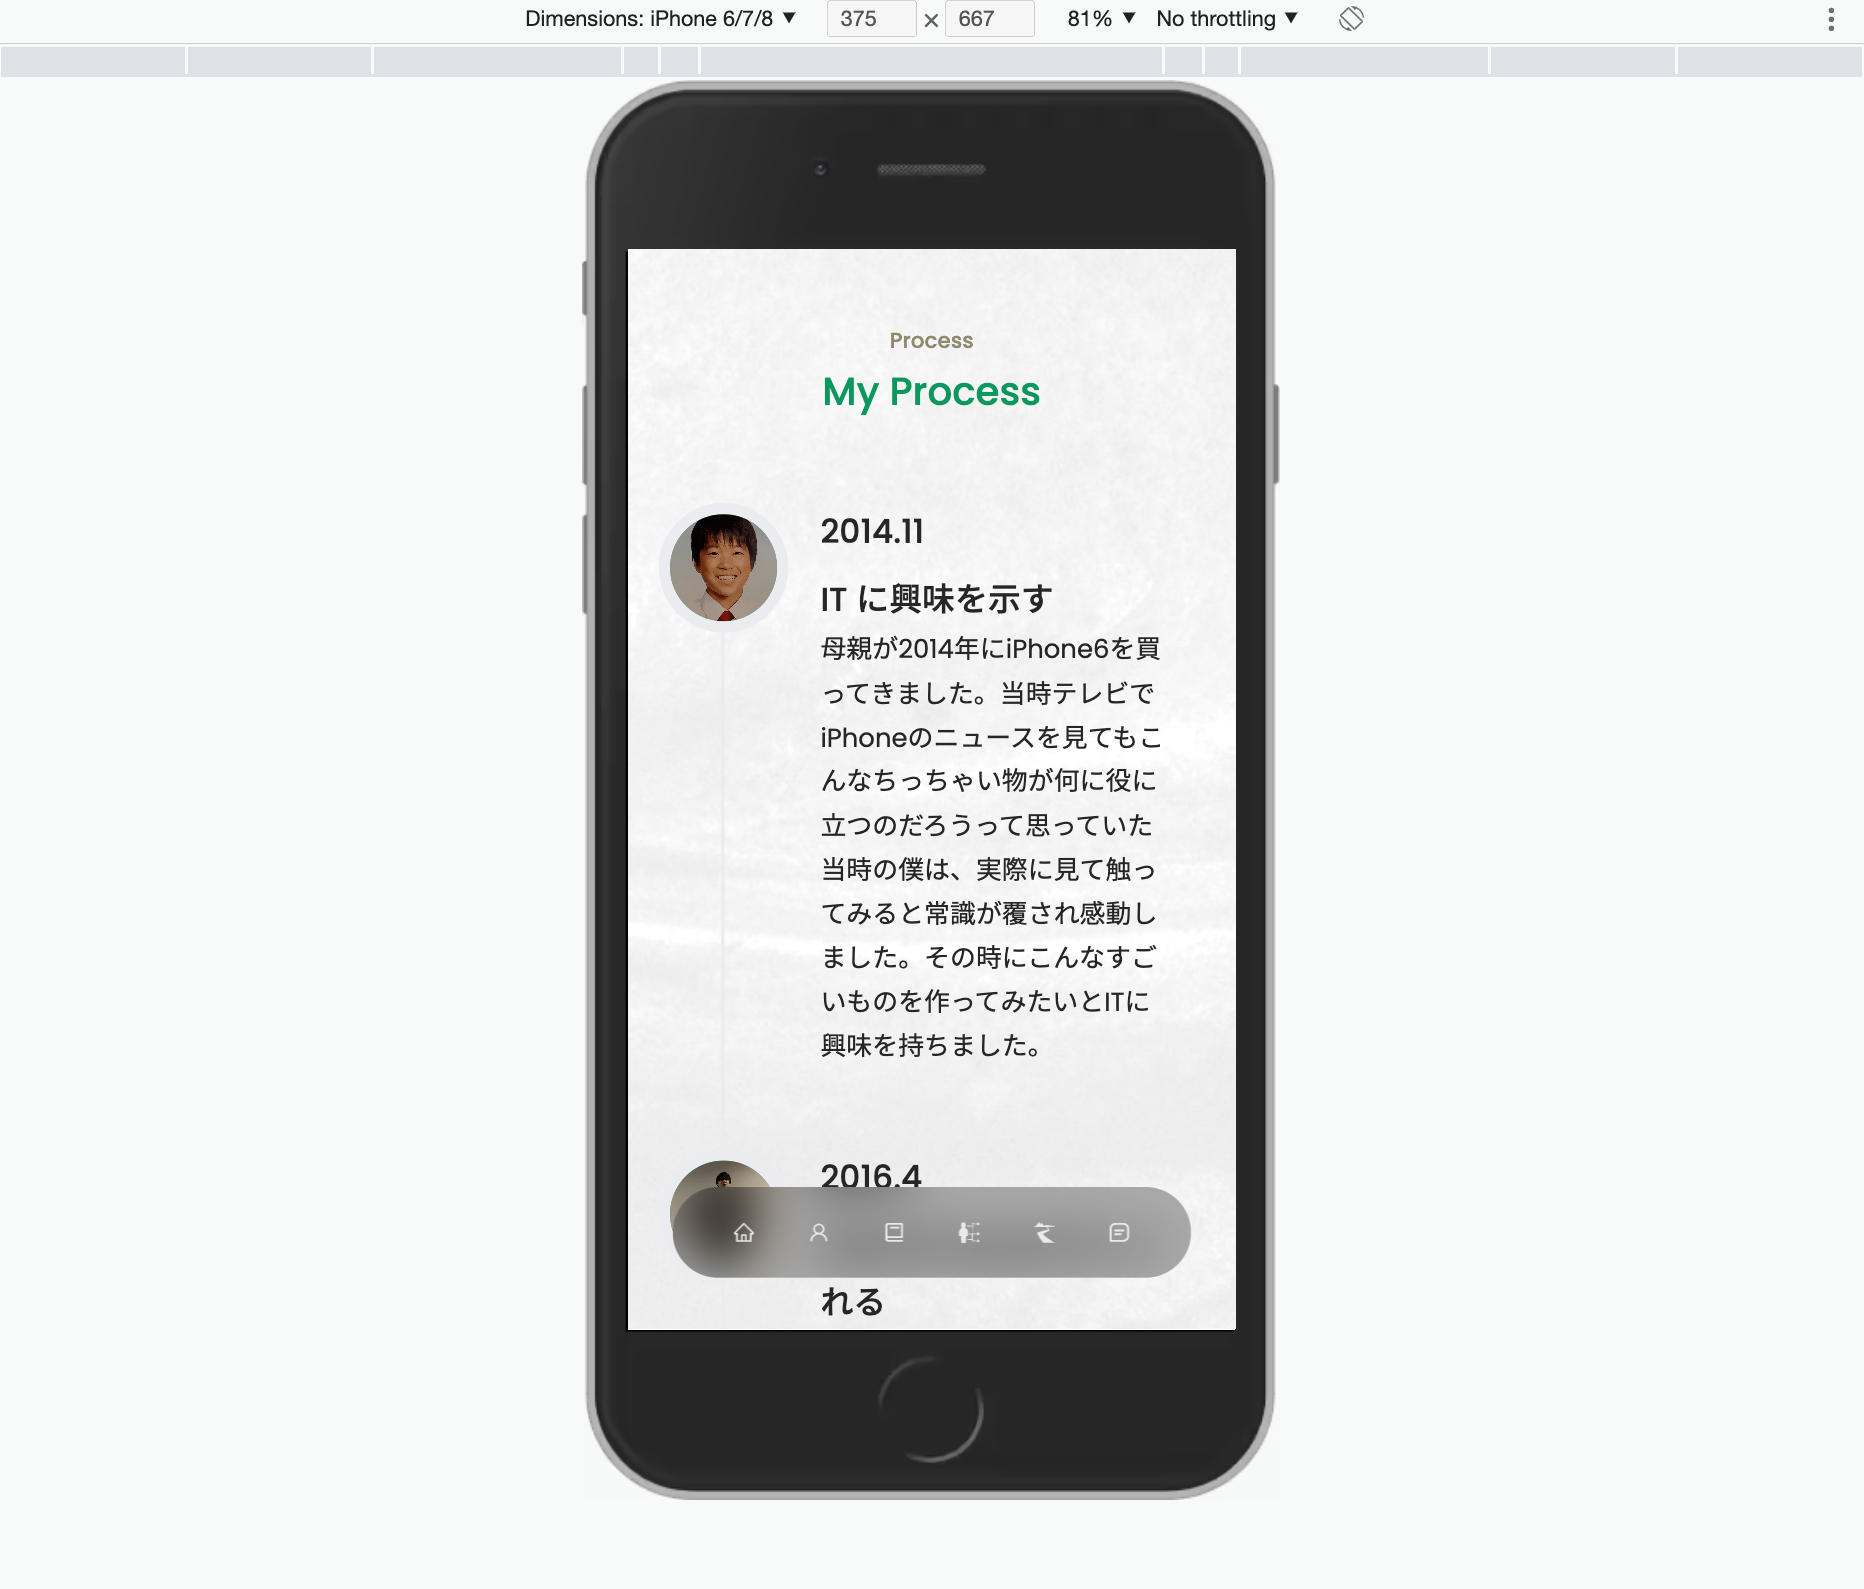 Dimensions: iPhone 6/7/8 ▼ 375 × 667 81% ▼ No throttling ▼
Process
My Process
2014.11
IT に興味を示す
母親が2014年にiPhone6を買
ってきました。当時テレビで
iPhoneのニュースを見てもこ
んなちっちゃい物が何に役に
立つのだろうって思っていた
当時の僕は、実際に見て触っ
てみると常識が覆され感動し
ました。その時にこんなすご
いものを作ってみたいとITに
興味を持ちました。
2016.4
れる